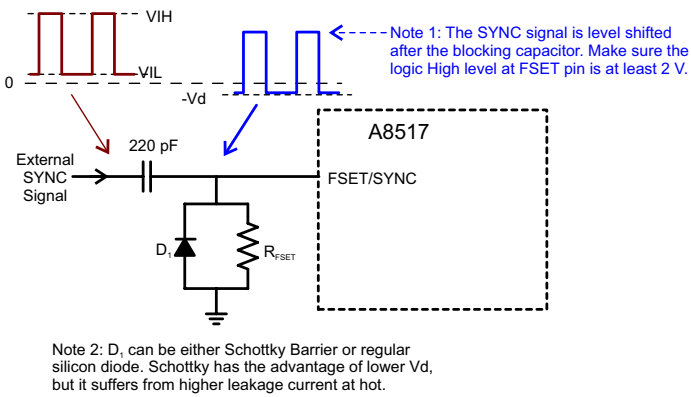 VIH
VIL
0
-Vd
Note 1: The SYNC signal is level shifted
after the blocking capacitor. Make sure the
logic High level at FSET pin is at least 2 V.
A8517
220 pF
External
SYNC
Signal
FSET/SYNC
D₁
R_FSET
Note 2: D₁ can be either Schottky Barrier or regular
silicon diode. Schottky has the advantage of lower Vd,
but it suffers from higher leakage current at hot.